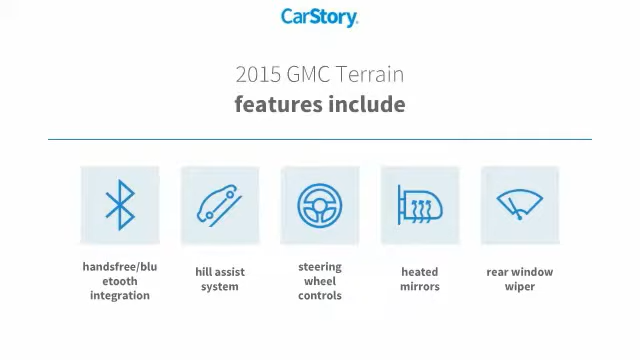 CarStory.
2015 GMC Terrain
features include
handsfree/blu
etooth
integration
hill assist
system
steering
wheel
controls
heated
mirrors
rear window
wiper